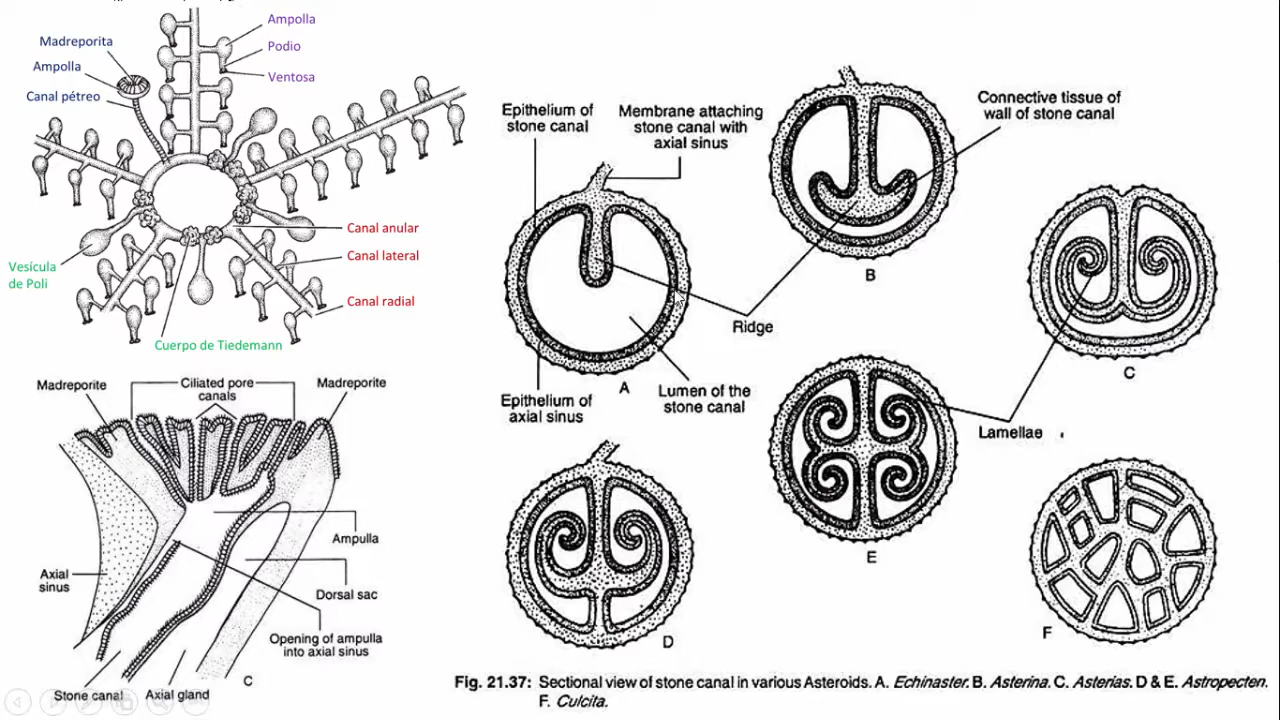 Ampolla
Podio
Ventosa
Madreporita
Ampolla
Canal pétreo
Canal anular
Canal lateral
Canal radial
Vesícula
de Poli
Cuerpo de Tiedemann
Madreporite
Ciliated pore
canals
Madreporite
Ampulla
Dorsal sac
Opening of ampulla
into axial sinus
Axial
sinus
Stone canal
Axial gland
C
Epithelium of
stone canal
Membrane attaching
stone canal with
axial sinus
Connective tissue of
wall of stone canal
Ridge
Epithelium of
axial sinus
Lumen of the
stone canal
Lamellae
A
B
C
D
E
F
Fig. 21.37: Sectional view of stone canal in various Asteroids. A. Echinaster. B. Asterina. C. Asterias. D & E. Astropecten.
F. Culcita.